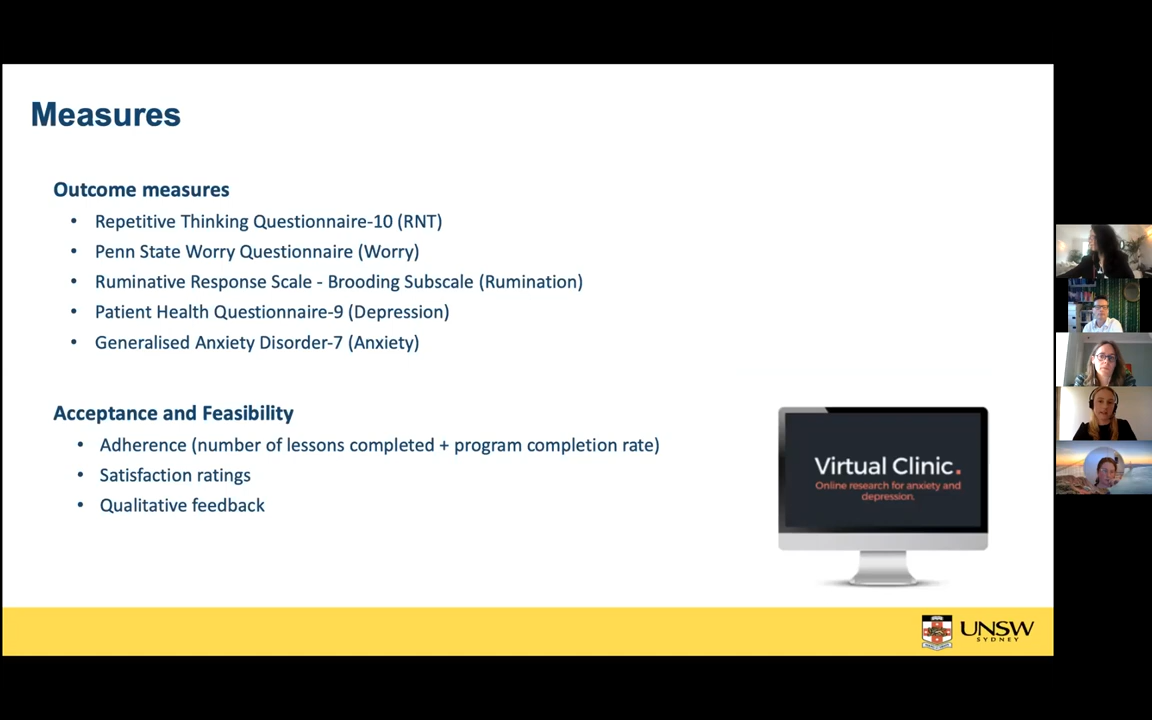 Measures
Outcome measures
• Repetitive Thinking Questionnaire-10 (RNT)
• Penn State Worry Questionnaire (Worry)
• Ruminative Response Scale - Brooding Subscale (Rumination)
• Patient Health Questionnaire-9 (Depression)
• Generalised Anxiety Disorder-7 (Anxiety)
Acceptance and Feasibility
• Adherence (number of lessons completed + program completion rate)
• Satisfaction ratings
• Qualitative feedback
Virtual Clinic.
Online research for anxiety and
depression.
UNSW
SYDNEY